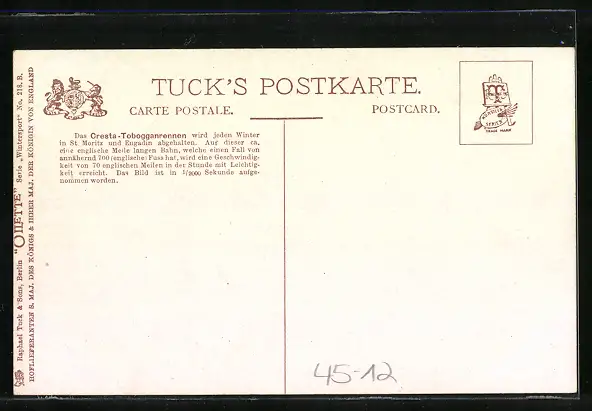 TUCK'S POSTKARTE.
CARTE POSTALE.
POSTCARD.
Das Cresta-Tobogganrennen wird jeden Winter
in St. Moritz und Engadin abgehalten. Auf dieser ca.
eine englische Meile langen Bahn, welche einen Fall von
annähernd 700 (englische) Fuss hat, wird eine Geschwindig-
keit von 70 englischen Meilen in der Stunde mit Leichtig-
keit erreicht. Das Bild ist in 1/2000 Sekunde aufge-
nommen worden.
Raphael Tuck & Sons, Berlin "OILETTE" Serie „Wintersport" No. 218. B.
HOFLIEFERANTEN S. MAJ. DES KÖNIGS & IHRER MAJ. DER KÖNIGIN VON ENGLAND
TRADE MARK
45-12